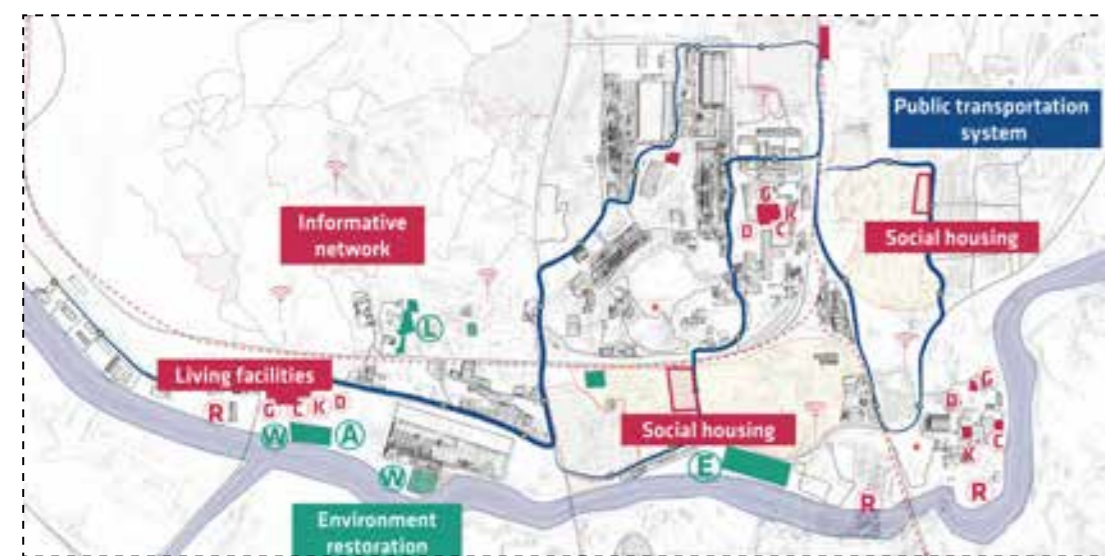 Public transportation
system
Informative
network
Social housing
Living facilities
Social housing
Environment
restoration
G
K
D
C
L
R
G
C
K
D
W
A
W
E
G
D
C
K
R
R